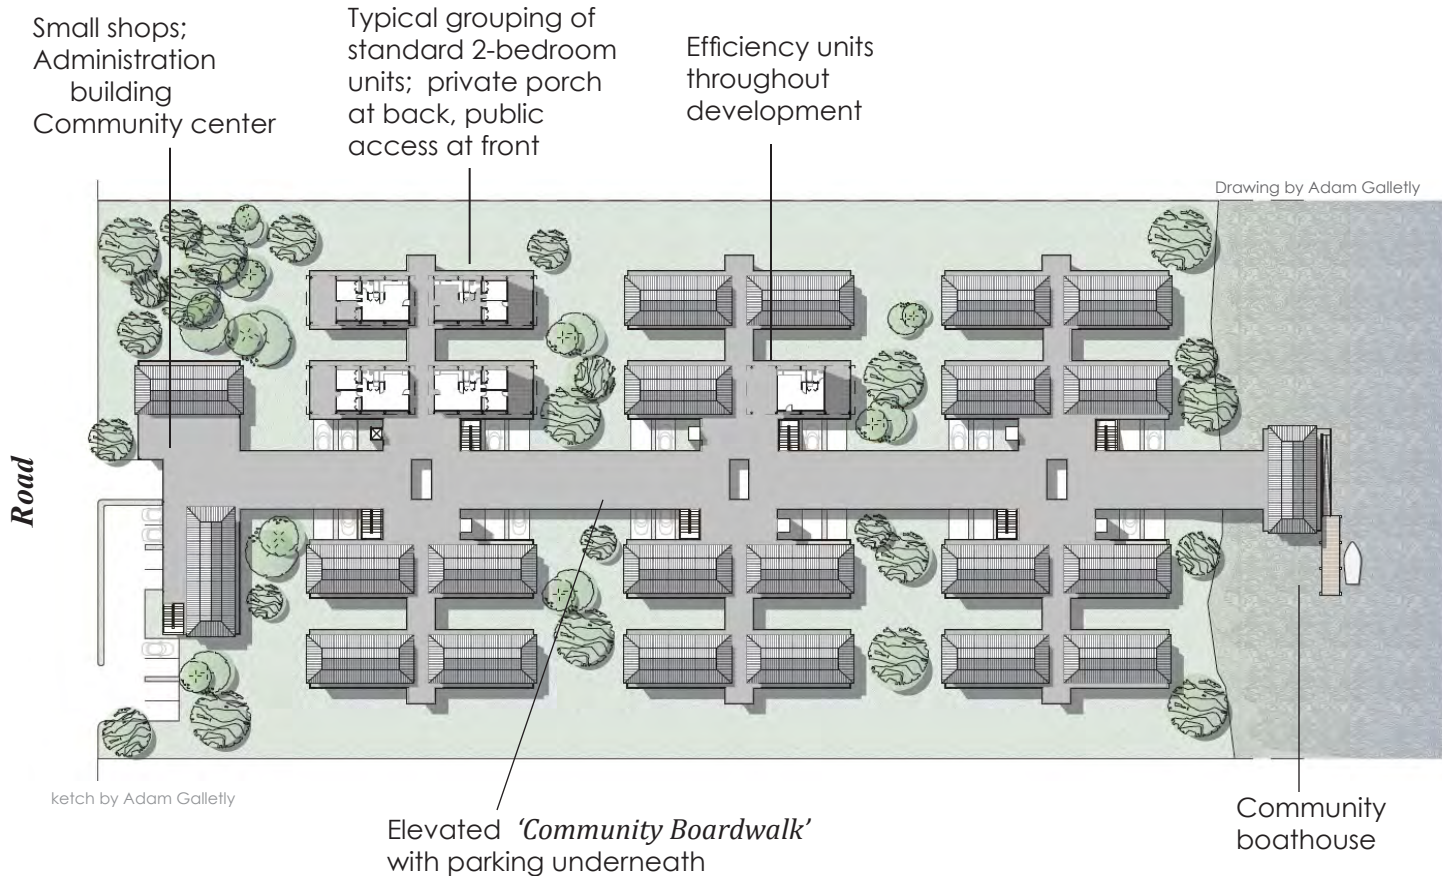 Small shops;
Administration
building
Community center
Typical grouping of
standard 2-bedroom
units; private porch
at back, public
access at front
Efficiency units
throughout
development
Drawing by Adam Galletly
Road
ketch by Adam Galletly
Elevated ‘Community Boardwalk’
with parking underneath
Community
boathouse